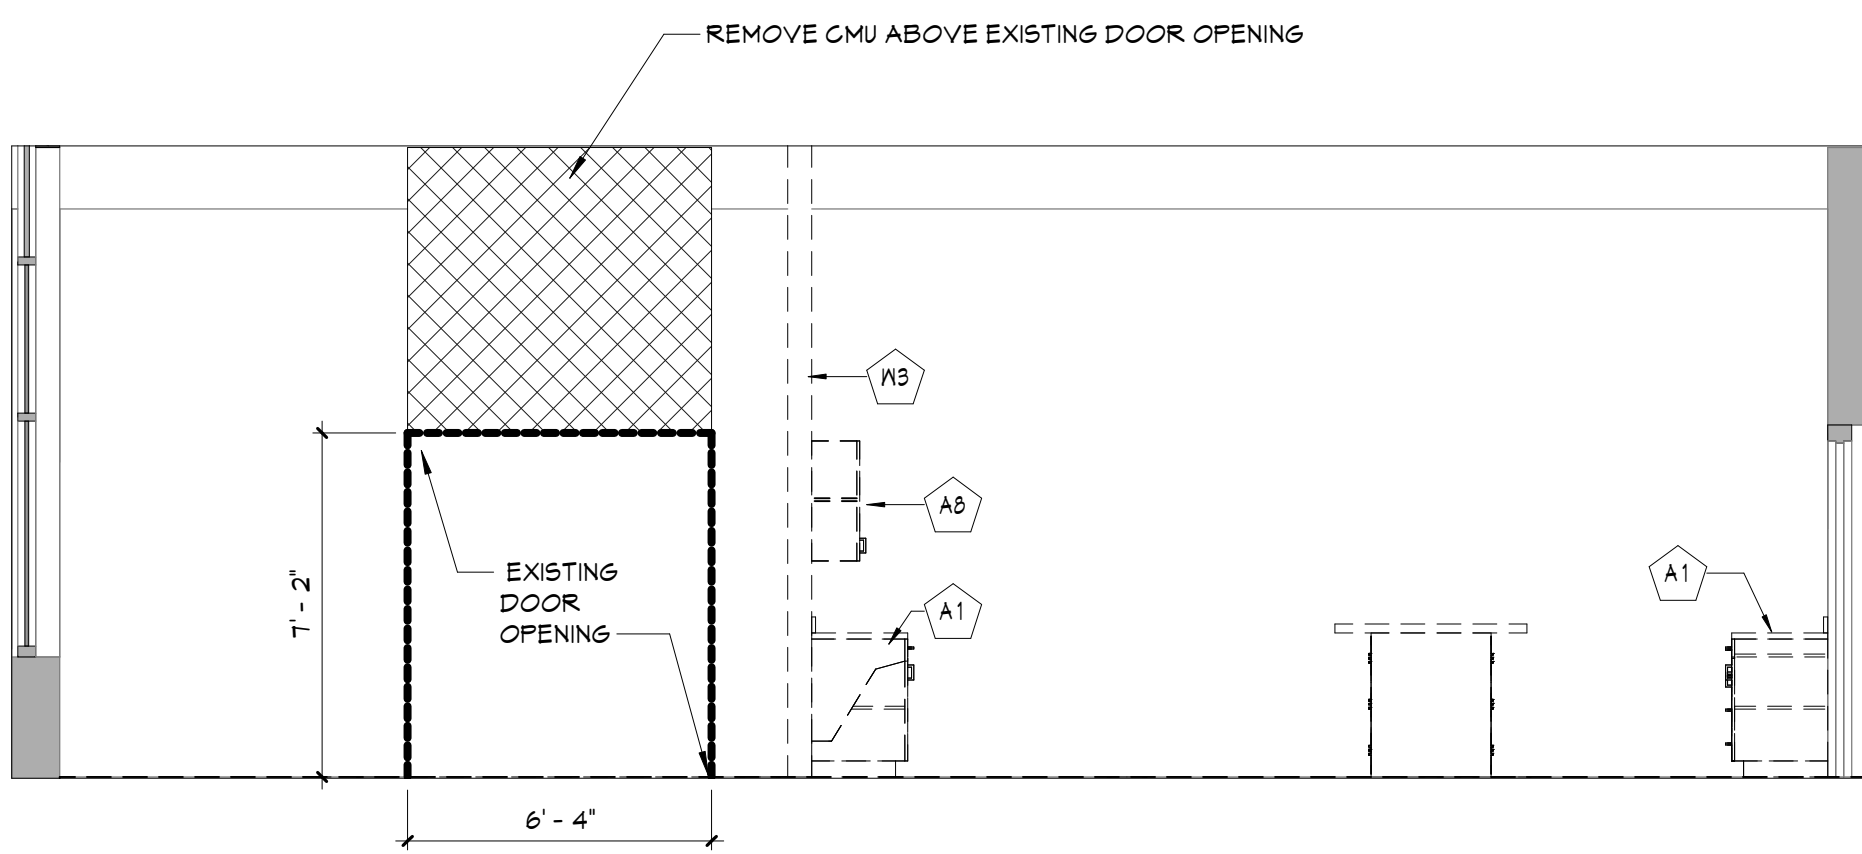 REMOVE CMU ABOVE EXISTING DOOR OPENING
W3
A8
EXISTING
DOOR
OPENING
7' - 2"
A1
A1
6' - 4"